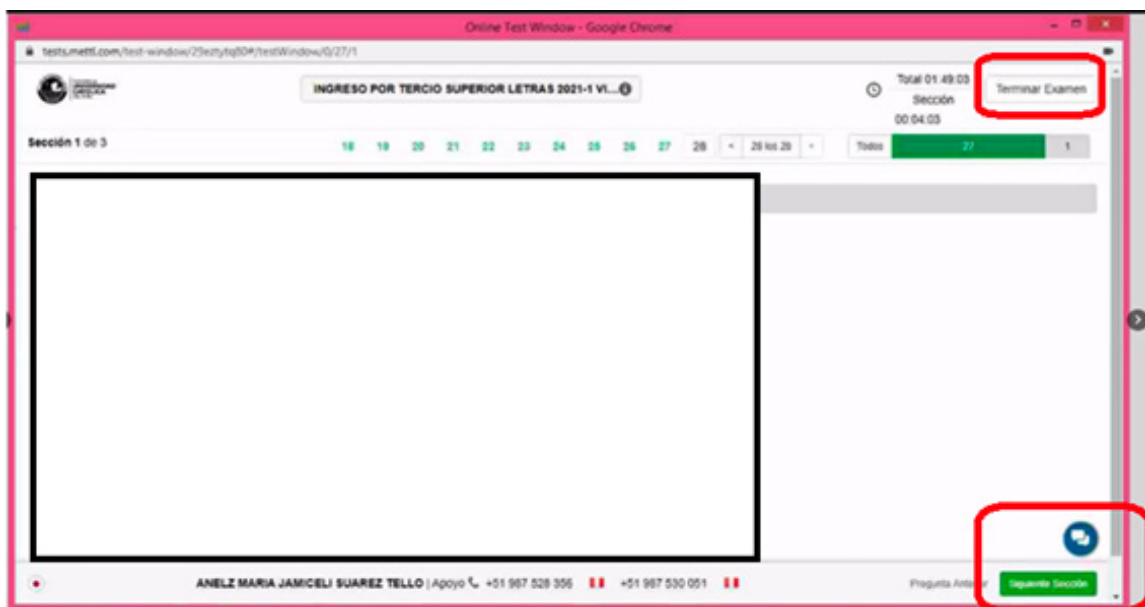 Online Test Window - Google Chrome
tests.mettl.com/test-window/
INGRESO POR TERCIO SUPERIOR LETRAS 2021-1 VI...
Total 01:49:03
Sección
00:04:03
Terminar Examen
Sección 1 de 3
18 19 20 21 22 23 24 25 26 27 28 < 28 los 28 Todos 27 1
ANELZ MARIA JAMICELI SUAREZ TELLO | Apoyo +51 987 528 356 +51 987 530 051
Pregunta
Siguiente Sección